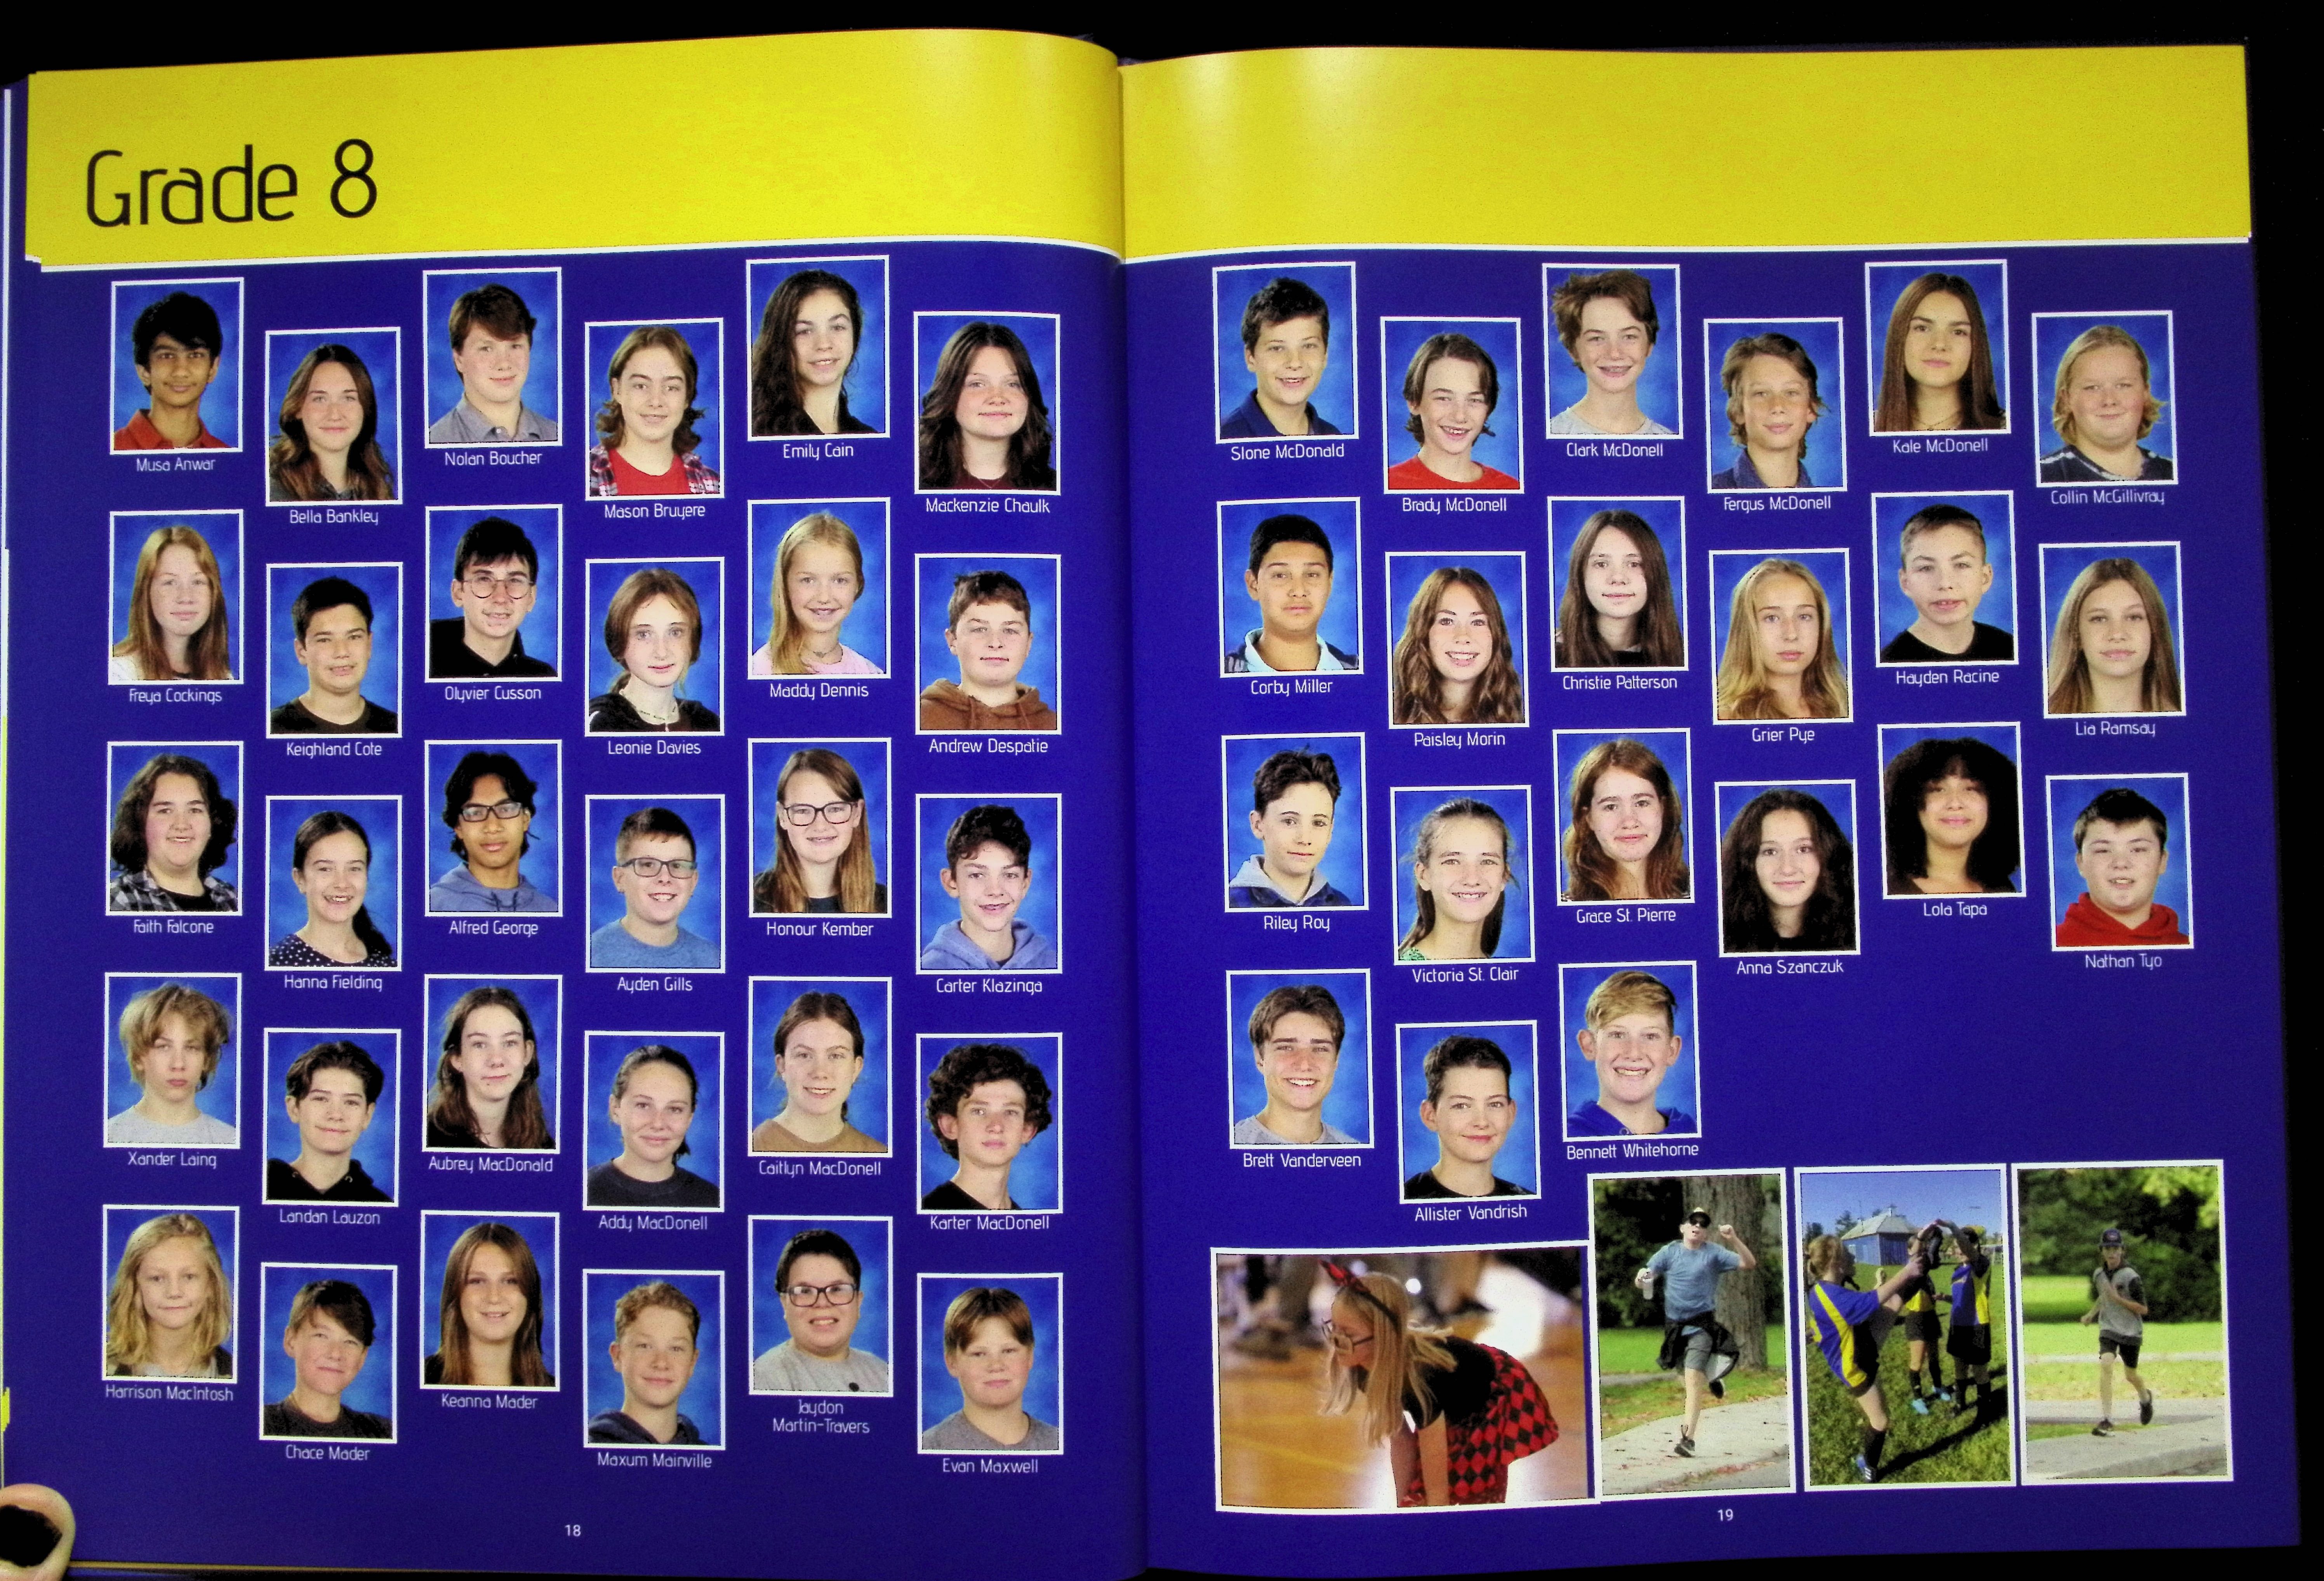 Grade 8
Musa Anwar
Bella Bankley
Nolan Boucher
Mason Bruyere
Emily Cain
Mackenzie Chaulk
Freya Cockings
Keighland Cote
Olyvier Cusson
Leonie Davies
Maddy Dennis
Andrew Despatie
Faith Falcone
Hanna Fielding
Alfred George
Ayden Gills
Honour Kember
Carter Klazinga
Xander Laing
Landan Lauzon
Aubrey MacDonald
Addy MacDonell
Caitlyn MacDonell
Karter MacDonell
Harrison MacIntosh
Chace Mader
Keanna Mader
Maxum Mainville
Jaydon
Martin-Travers
Evan Maxwell
18
Slone McDonald
Brady McDonell
Clark McDonell
Fergus McDonell
Kale McDonell
Collin McGillivray
Corby Miller
Paisley Morin
Christie Patterson
Grier Pye
Hayden Racine
Lia Ramsay
Riley Roy
Victoria St. Clair
Grace St. Pierre
Anna Szanczuk
Lola Tapa
Nathan Tyo
Brett Vanderveen
Allister Vandrish
Bennett Whitehorne
19